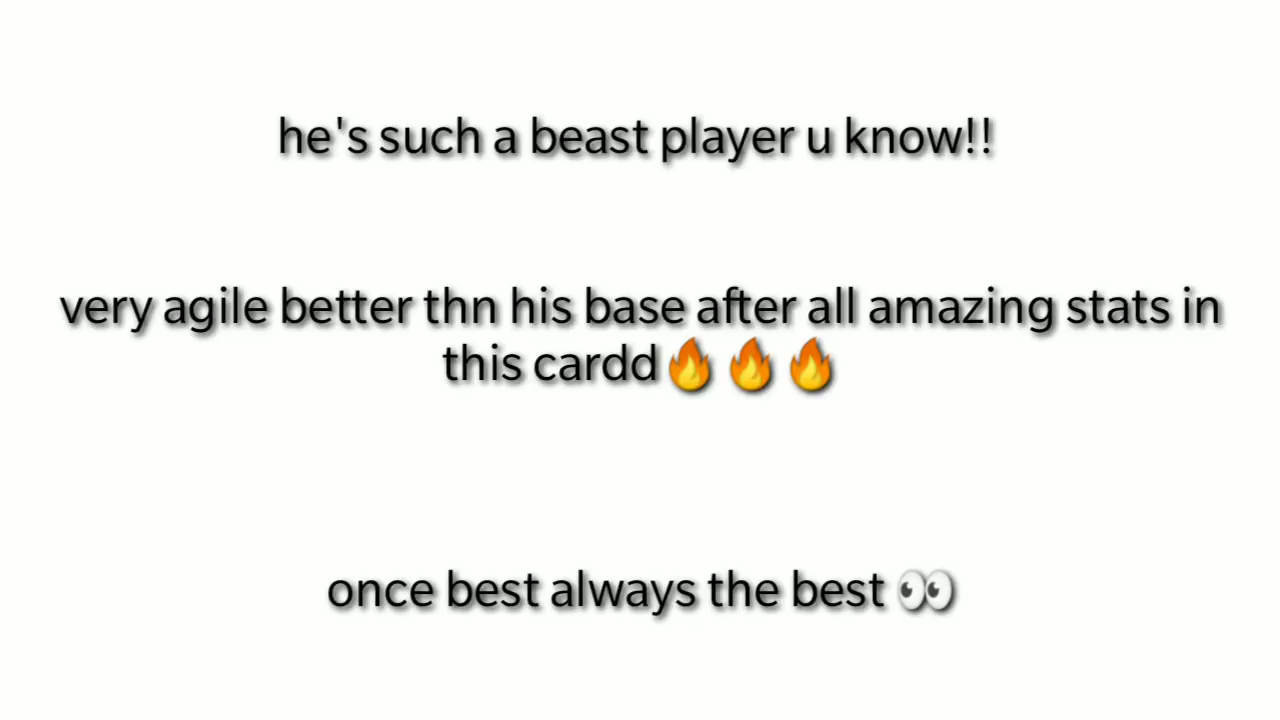 he's such a beast player u know!!
very agile better thn his base after all amazing stats in
this cardd🔥🔥🔥
once best always the best 👀